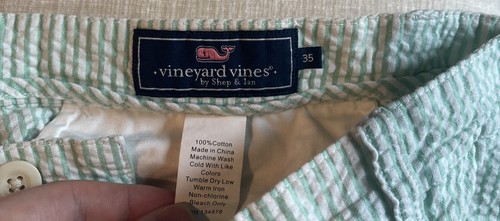 vineyard vines®
by Shep & Ian
35
100%Cotton
Made in China
Machine Wash
Cold With Like
Colors
Tumble Dry Low
Warm Iron
Non-chlorine
Bleach Only